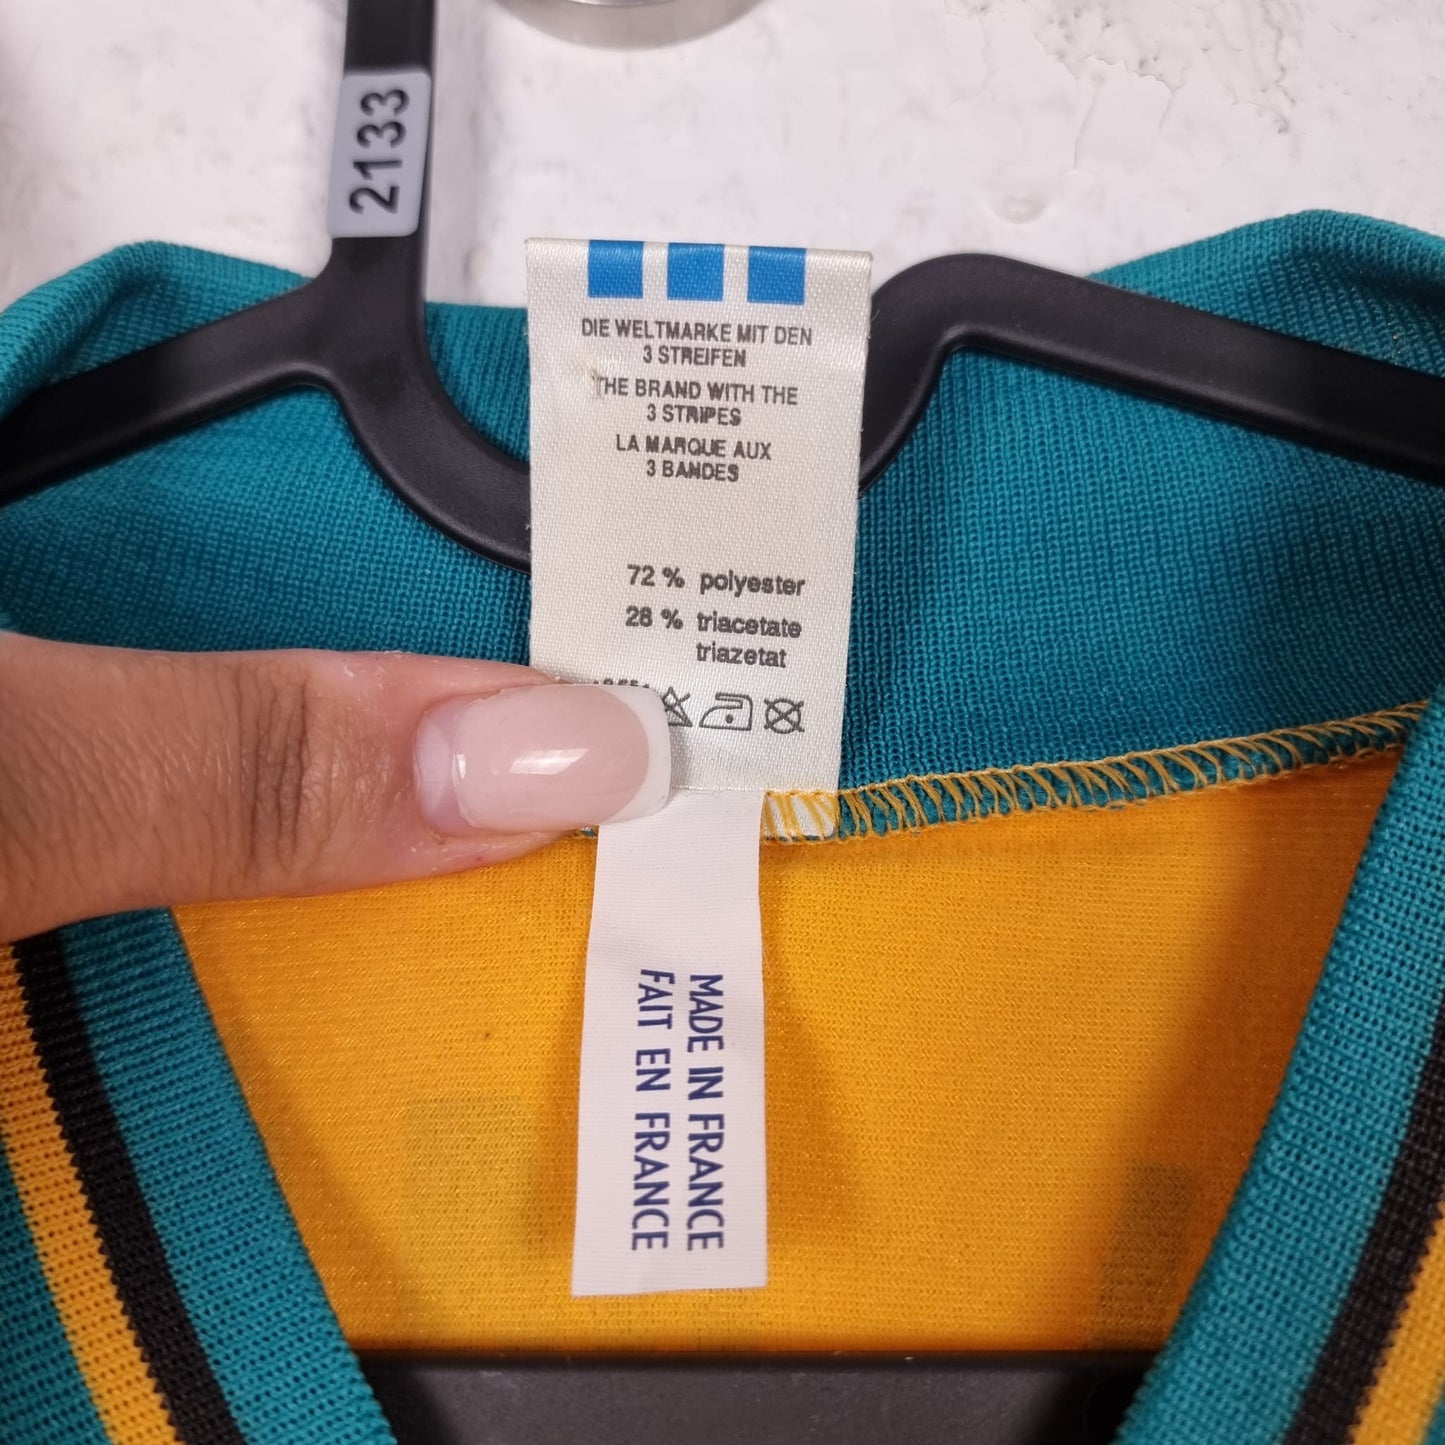 2133
DIE WELTMARKE MIT DEN
3 STREIFEN
THE BRAND WITH THE
3 STRIPES
LA MARQUE AUX
3 BANDES
72 % polyester
28 % triacetate
triazetat
MADE IN FRANCE
FAIT EN FRANCE